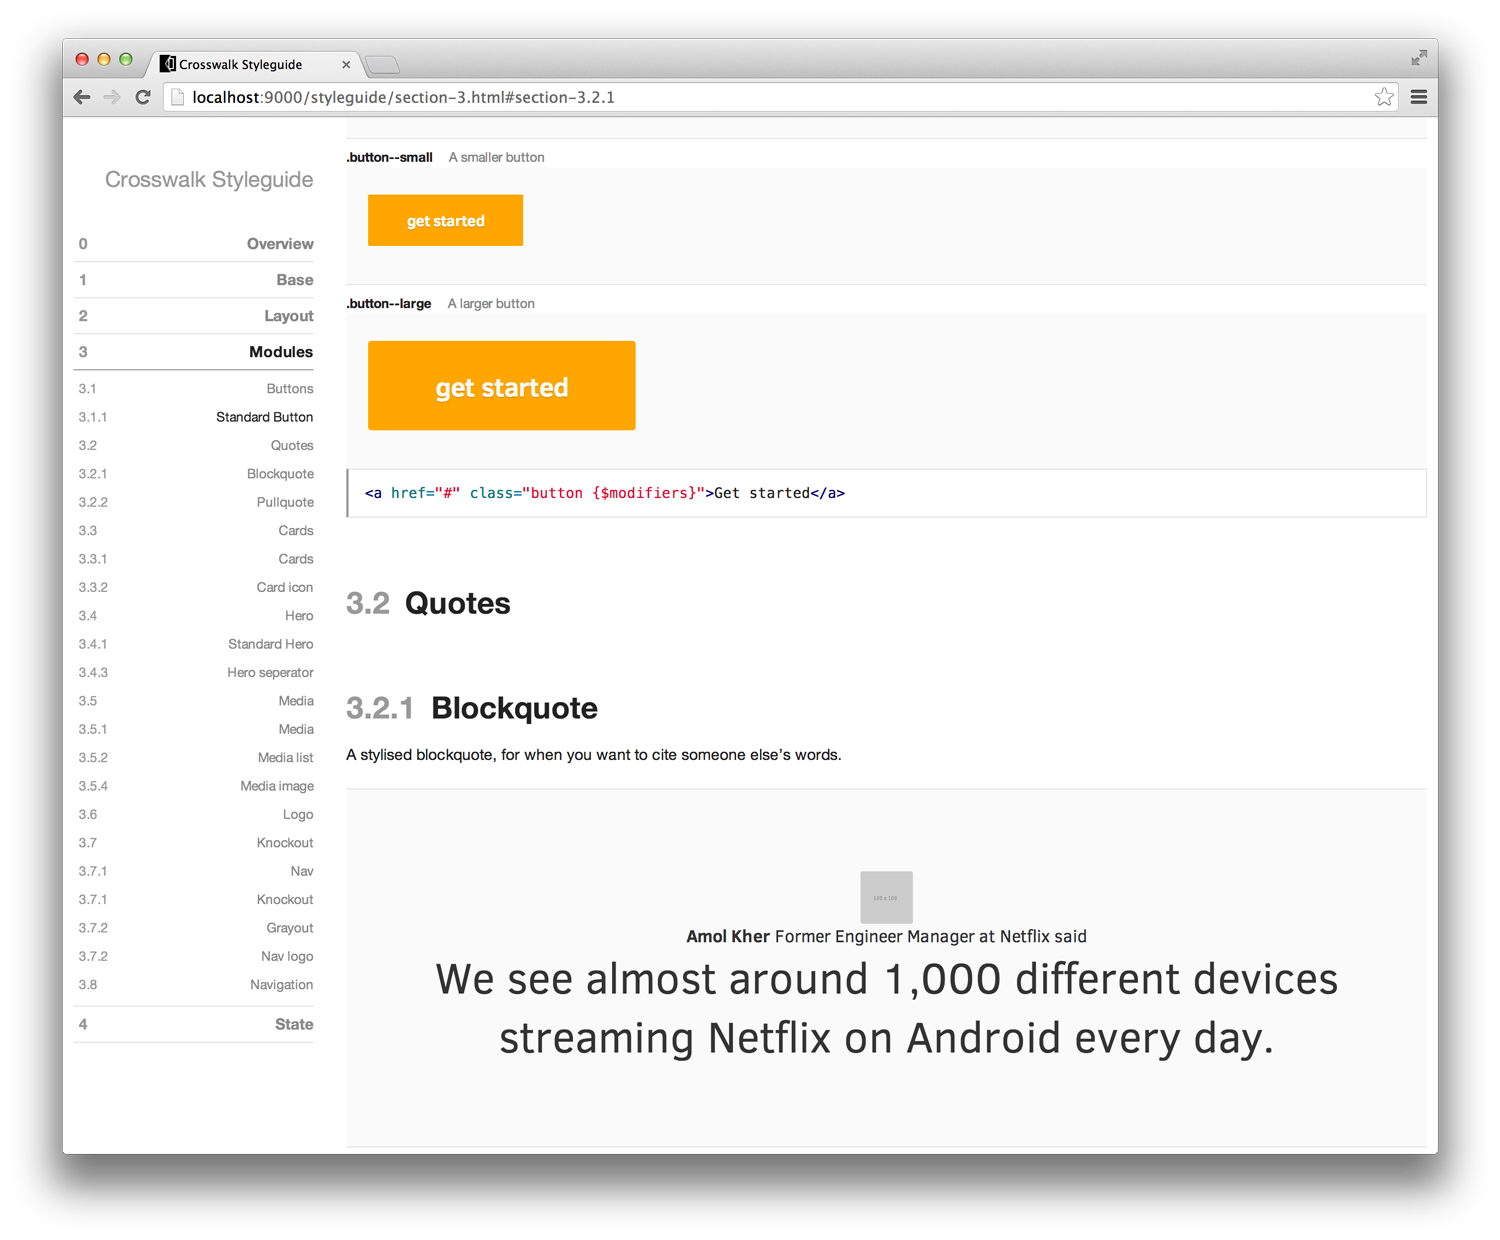 Crosswalk Styleguide
localhost:9000/styleguide/section-3.html#section-3.2.1
Crosswalk Styleguide
0 Overview
1 Base
2 Layout
3 Modules
3.1 Buttons
3.1.1 Standard Button
3.2 Quotes
3.2.1 Blockquote
3.2.2 Pullquote
3.3 Cards
3.3.1 Cards
3.3.2 Card icon
3.4 Hero
3.4.1 Standard Hero
3.4.3 Hero seperator
3.5 Media
3.5.1 Media
3.5.2 Media list
3.5.4 Media image
3.6 Logo
3.7 Knockout
3.7.1 Nav
3.7.1 Knockout
3.7.2 Grayout
3.7.2 Nav logo
3.8 Navigation
4 State
.button--small A smaller button
get started
.button--large A larger button
get started
<a href="#" class="button {$modifiers}">Get started</a>
3.2 Quotes
3.2.1 Blockquote
A stylised blockquote, for when you want to cite someone else's words.
100 x 100
Amol Kher Former Engineer Manager at Netflix said
We see almost around 1,000 different devices
streaming Netflix on Android every day.